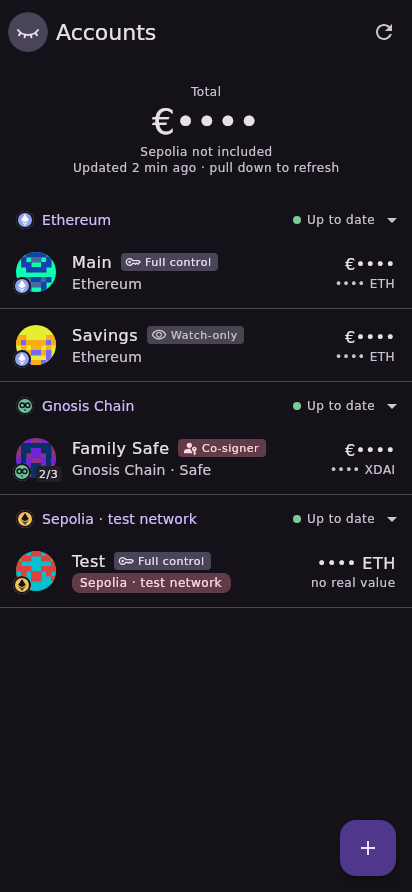 Accounts
Total
€••••
Sepolia not included
Updated 2 min ago · pull down to refresh
Ethereum Up to date
Main Full control €••••
Ethereum •••• ETH
Savings Watch-only €••••
Ethereum •••• ETH
Gnosis Chain Up to date
Family Safe Co-signer €••••
2/3 Gnosis Chain · Safe •••• XDAI
Sepolia · test network Up to date
Test Full control •••• ETH
Sepolia · test network no real value
+